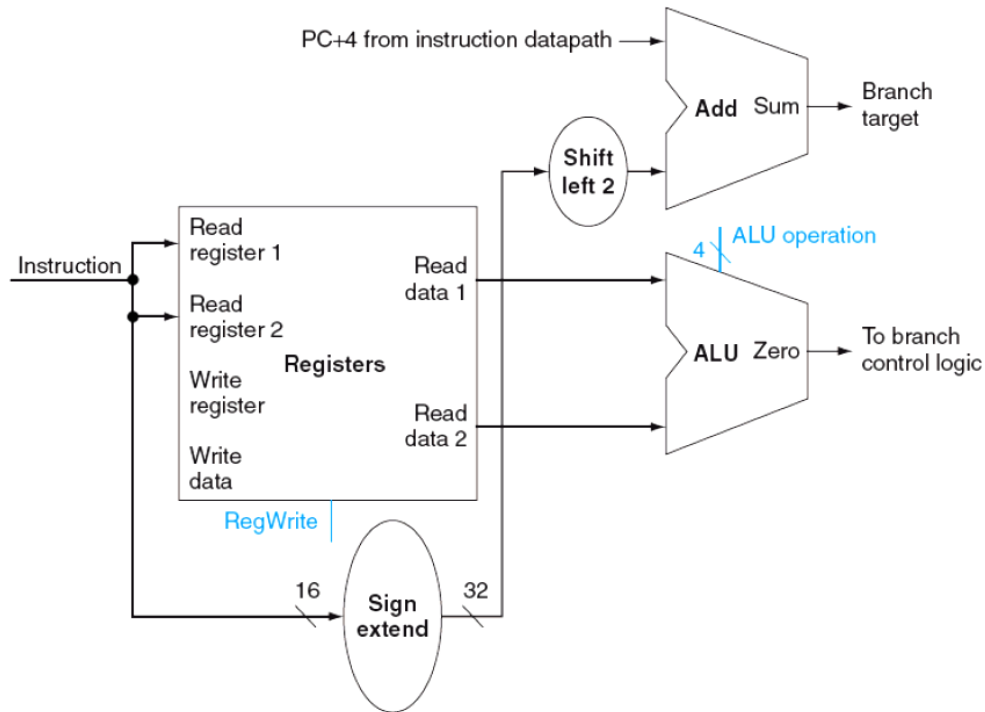 PC+4 from instruction datapath
Add Sum
Branch
target
Shift
left 2
Instruction
Read
register 1
Read
register 2
Write
register
Write
data
Registers
Read
data 1
Read
data 2
RegWrite
4
ALU operation
ALU Zero
To branch
control logic
16
Sign
extend
32